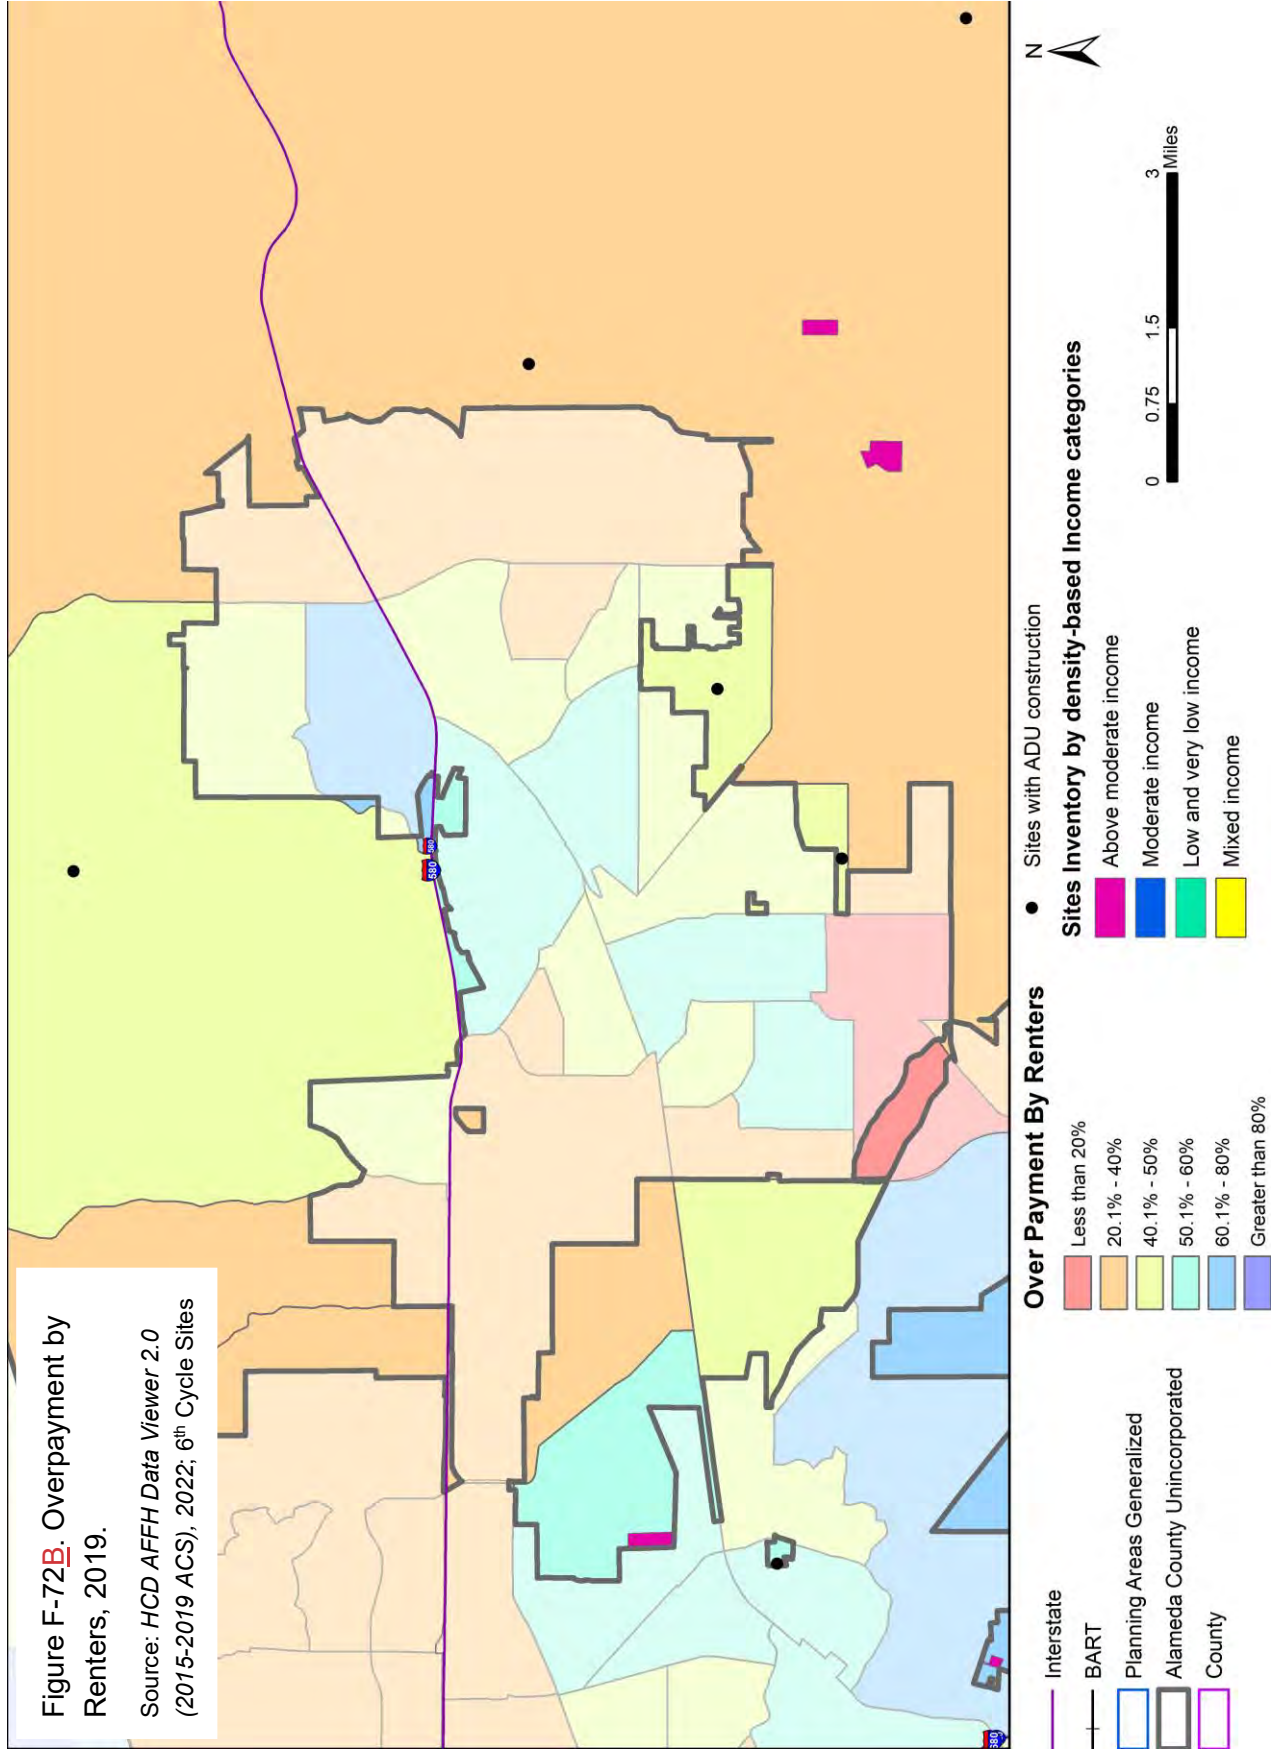 Figure F-72B. Overpayment by
Renters, 2019.
Source: HCD AFFH Data Viewer 2.0
(2015-2019 ACS), 2022; 6th Cycle Sites
580
580
680
Interstate
BART
Planning Areas Generalized
Alameda County Unincorporated
County
Over Payment By Renters
Less than 20%
20.1% - 40%
40.1% - 50%
50.1% - 60%
60.1% - 80%
Greater than 80%
Sites with ADU construction
Sites Inventory by density-based Income categories
Above moderate income
Moderate income
Low and very low income
Mixed income
0 0.75 1.5 3
Miles
N